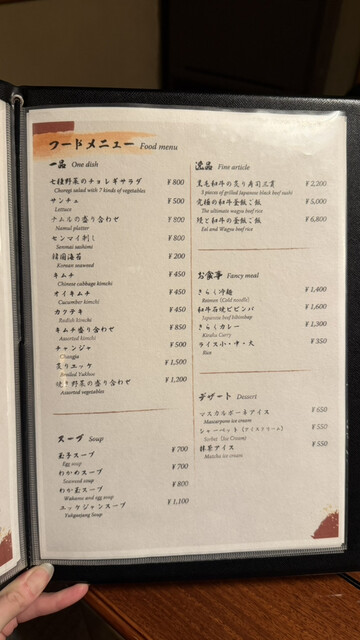 フードメニュー Food menu
一品 One dish
七種野菜のチョレギサラダ ¥800
Choregi salad with 7 kinds of vegetables
サンチュ ¥500
Lettuce
ナムルの盛り合わせ ¥800
Namul platter
センマイ刺し ¥800
Senmai sashimi
韓国海苔 ¥200
Korean seaweed
キムチ ¥450
Chinese cabbage kimchi
オイキムチ ¥450
Cucumber kimchi
カクテキ ¥450
Radish kimchi
キムチ盛り合わせ ¥850
Assorted kimchi
チャンジャ ¥500
Changja
炙りユッケ ¥1,500
Broiled Yukhoe
焼き野菜の盛り合わせ ¥1,200
Assorted vegetables
スープ Soup
玉子スープ ¥700
Egg soup
わかめスープ ¥700
Seaweed soup
わか玉スープ ¥800
Wakame and egg soup
ユッケジャンスープ ¥1,100
Yukgaejang Soup
逸品 Fine article
黒毛和牛の炙り寿司三貫 ¥2,200
3 pieces of grilled Japanese black beef sushi
究極の和牛釜飯ご飯 ¥5,000
The ultimate wagyu beef rice
鰻と和牛の釜飯ご飯 ¥6,800
Eel and Wagyu beef rice
お食事 Fancy meal
きらく冷麺 ¥1,400
Reimen (Cold noodle)
和牛石焼ビビンバ ¥1,600
Japanese beef bibimbap
きらくカレー ¥1,300
Kiraku Curry
ライス小・中・大 ¥350
Rice
デザート Dessert
マスカルポーネアイス ¥650
Mascarpone ice cream
シャーベット (アイスクリーム) ¥550
Sorbet (Ice Cream)
抹茶アイス ¥550
Matcha ice cream